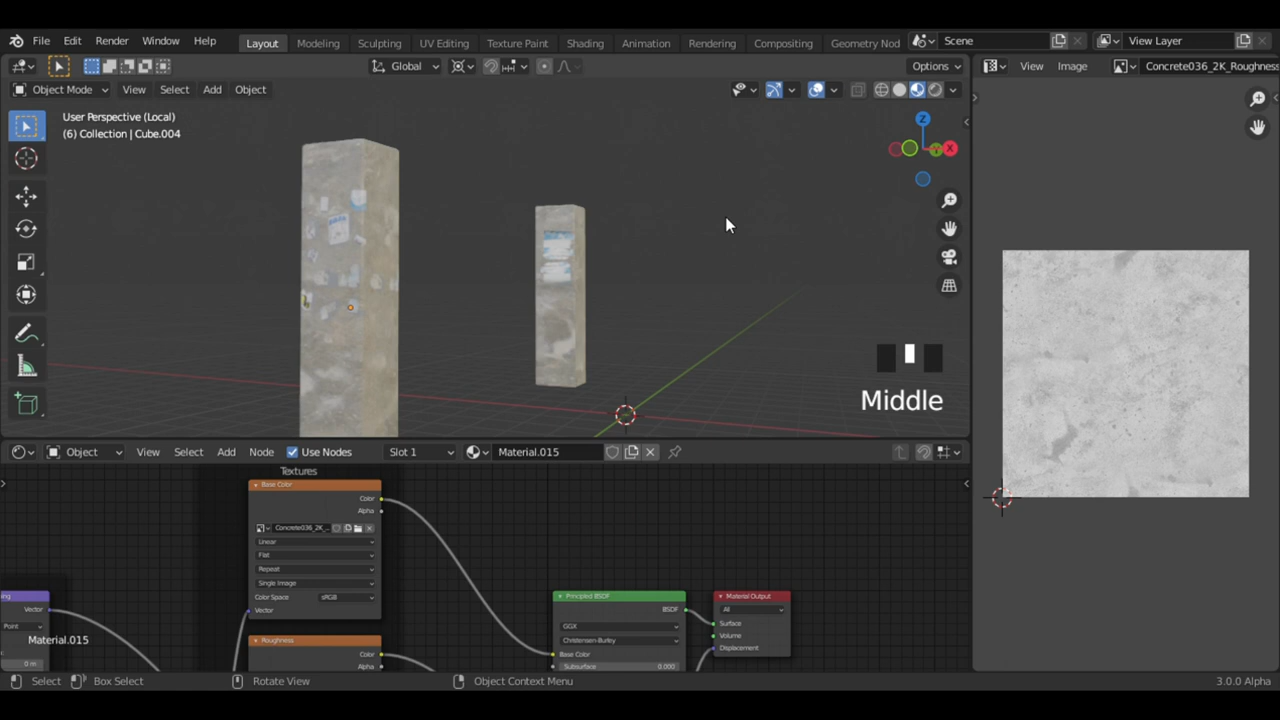 File Edit Render Window Help Layout Modeling Sculpting UV Editing Texture Paint Shading Animation Rendering Compositing Geometry Nod Scene View Layer
Global Options View Image Concrete036_2K_Roughness
Object Mode View Select Add Object
User Perspective (Local)
(6) Collection | Cube.004
Z
X
Middle
Object View Select Add Node Use Nodes Slot 1 Material.015
Textures
Base Color
Color
Alpha
Concrete036_2K_...
Linear
Flat
Repeat
Single Image
Color Space sRGB
Vector
Roughness
Color
Alpha
ing
Vector
Point
0 m
Material.015
Principled BSDF
BSDF
GGX
Christensen-Burley
Base Color
Subsurface 0.000
Material Output
All
Surface
Volume
Displacement
Select Box Select Rotate View Object Context Menu 3.0.0 Alpha